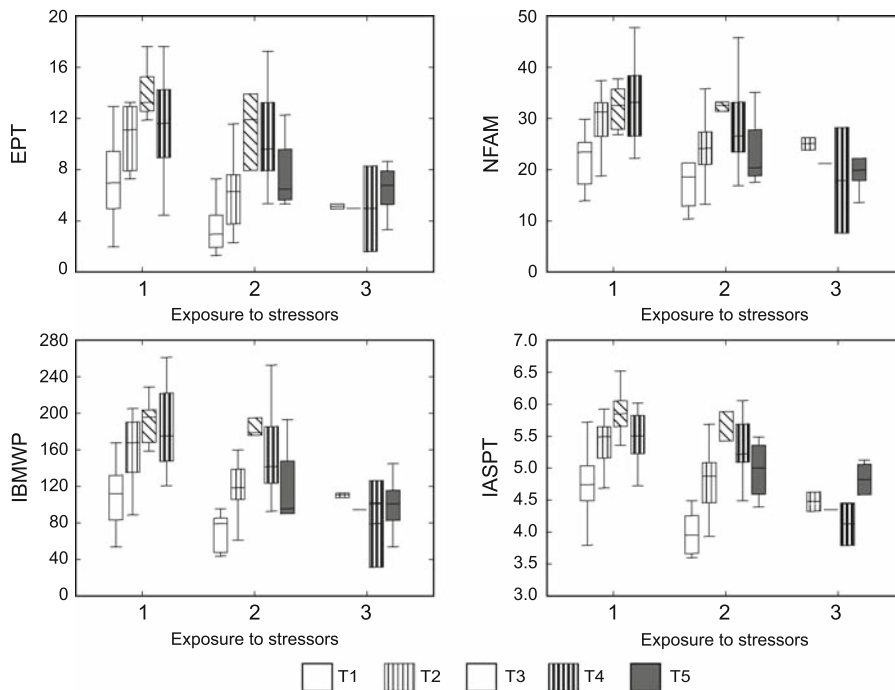 20
16
12
8
4
0
EPT
1 2 3
Exposure to stressors
50
40
30
20
10
0
NFAM
1 2 3
Exposure to stressors
280
240
200
160
120
80
40
0
IBMWP
1 2 3
Exposure to stressors
7.0
6.5
6.0
5.5
5.0
4.5
4.0
3.5
3.0
IASPT
1 2 3
Exposure to stressors
T1 T2 T3 T4 T5